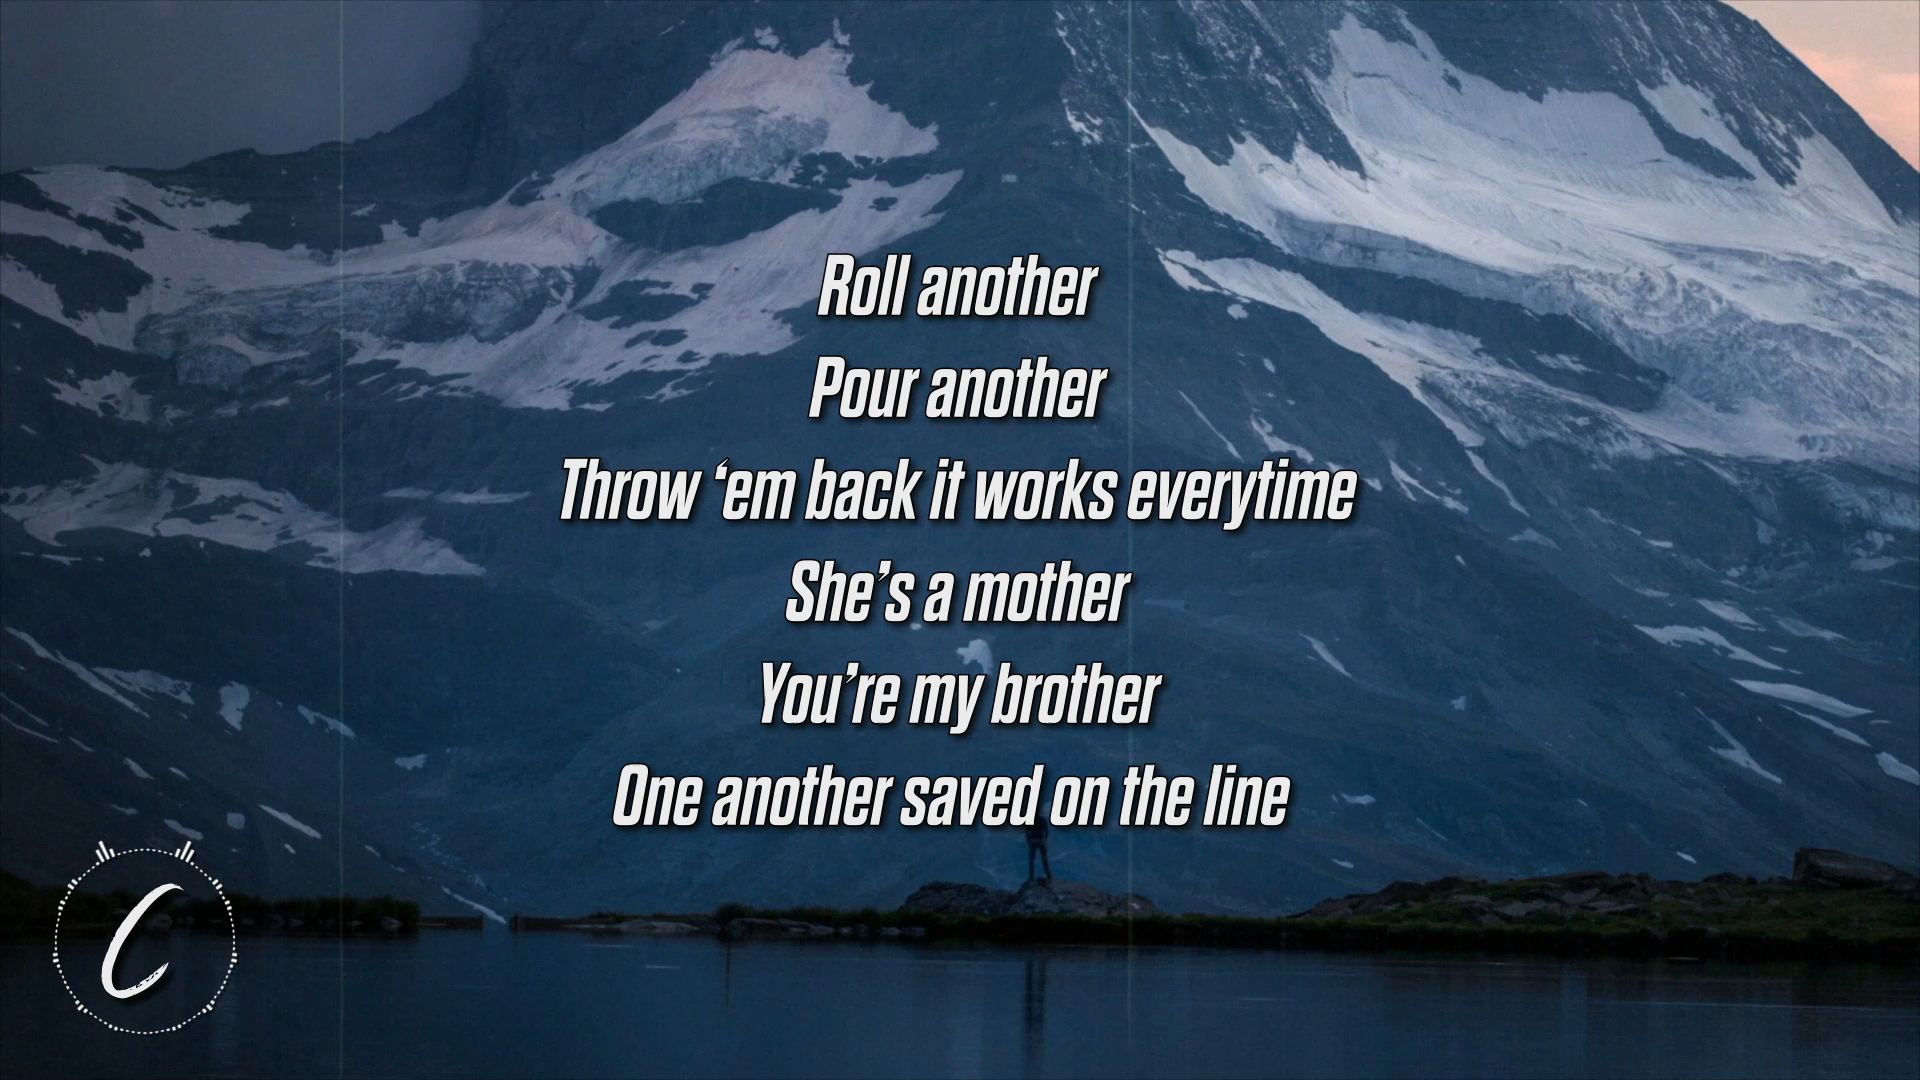 Roll another
Pour another
Throw ‘em back it works everytime
She’s a mother
You’re my brother
One another saved on the line
C